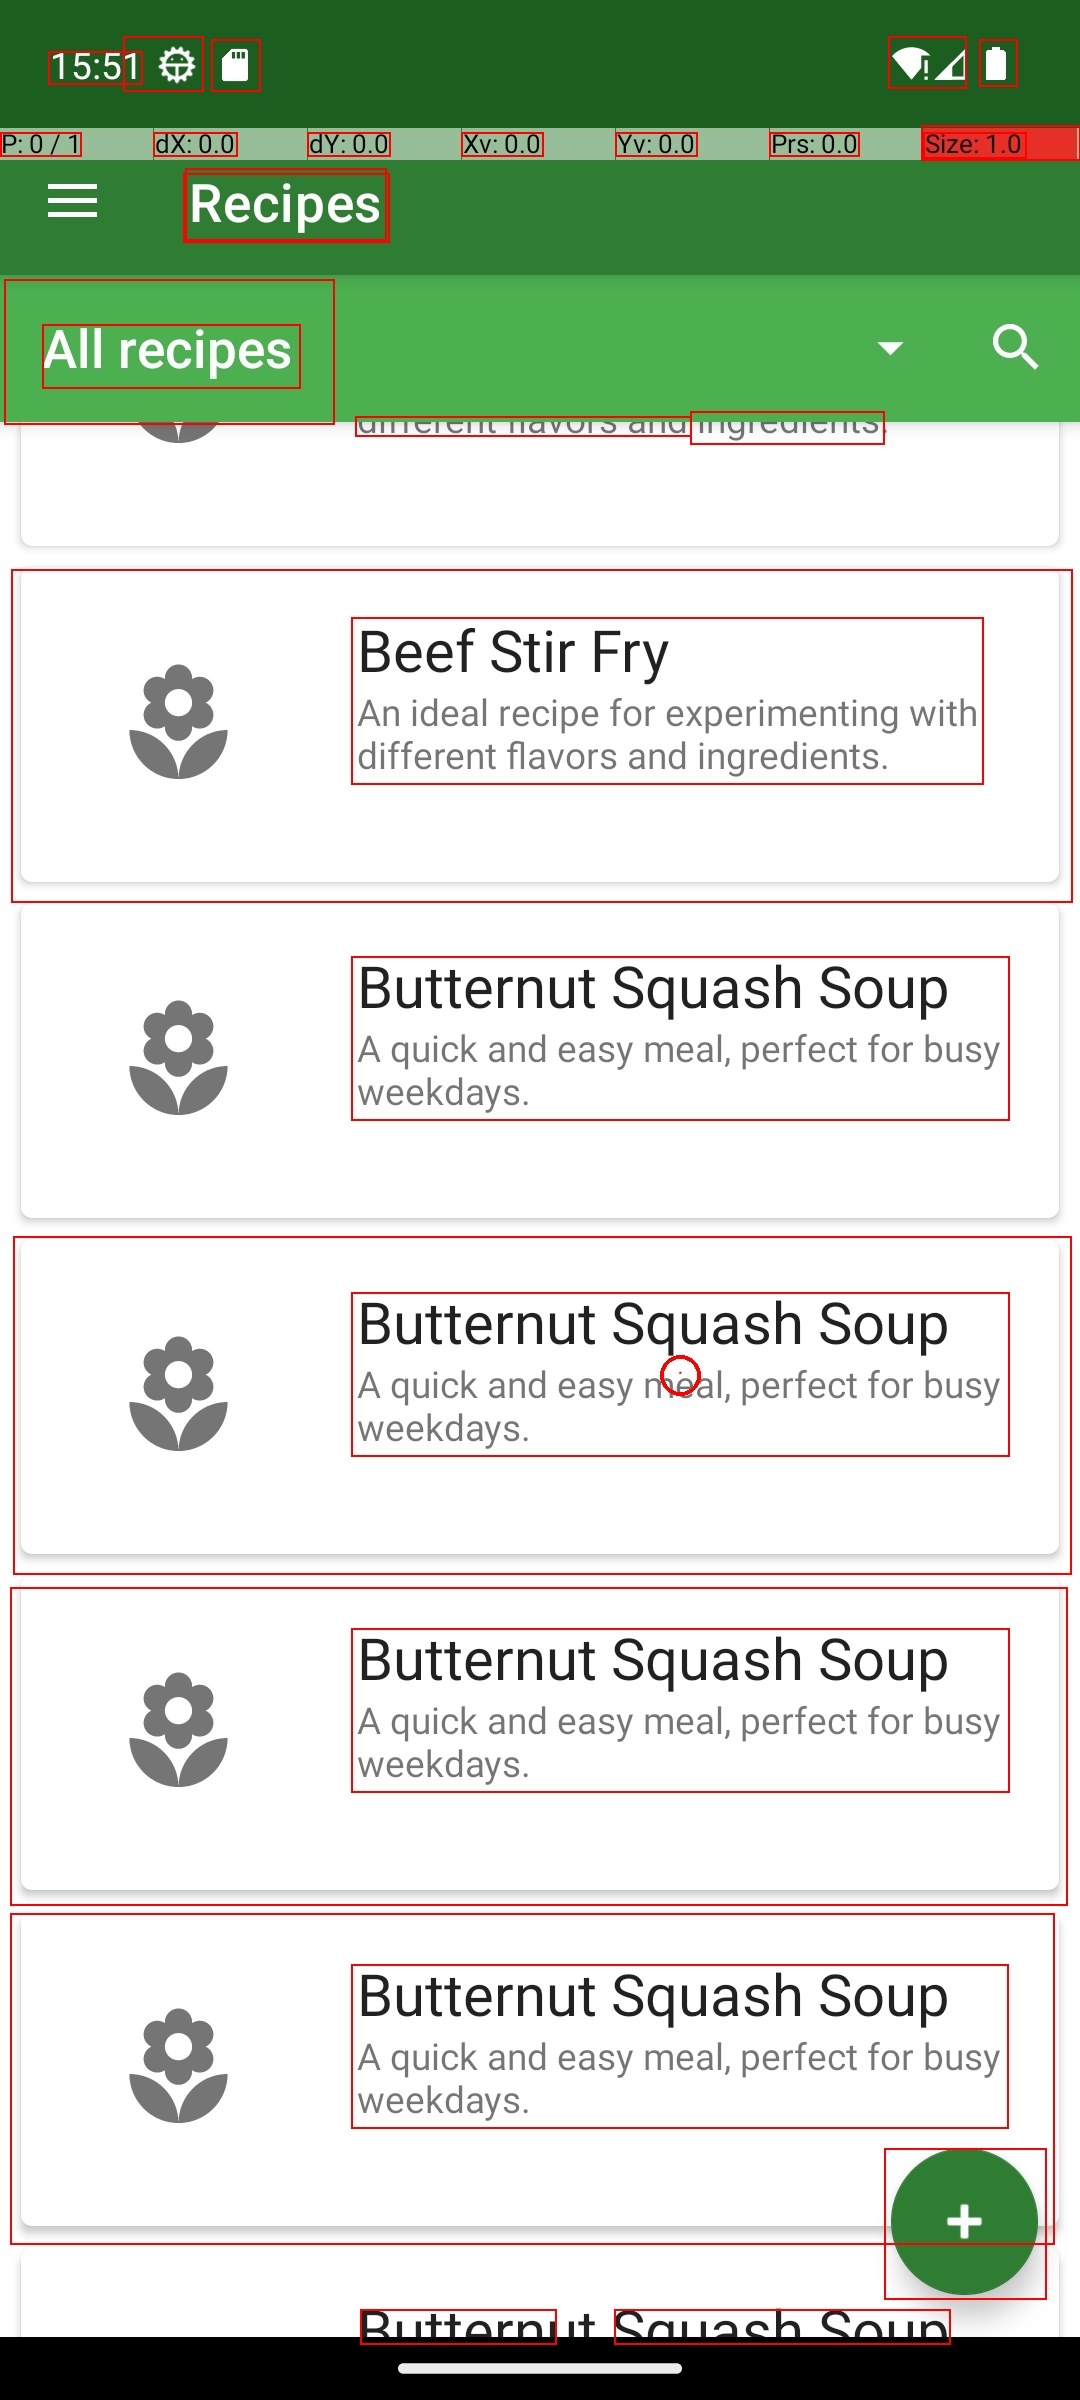 15:51
P: 0 / 1 dX: 0.0 dY: 0.0 Xv: 0.0 Yv: 0.0 Prs: 0.0 Size: 1.0
Recipes
All recipes
different flavors and ingredients.
Beef Stir Fry
An ideal recipe for experimenting with
different flavors and ingredients.
Butternut Squash Soup
A quick and easy meal, perfect for busy
weekdays.
Butternut Squash Soup
A quick and easy meal, perfect for busy
weekdays.
Butternut Squash Soup
A quick and easy meal, perfect for busy
weekdays.
Butternut Squash Soup
A quick and easy meal, perfect for busy
weekdays.
Butternut Squash Soup